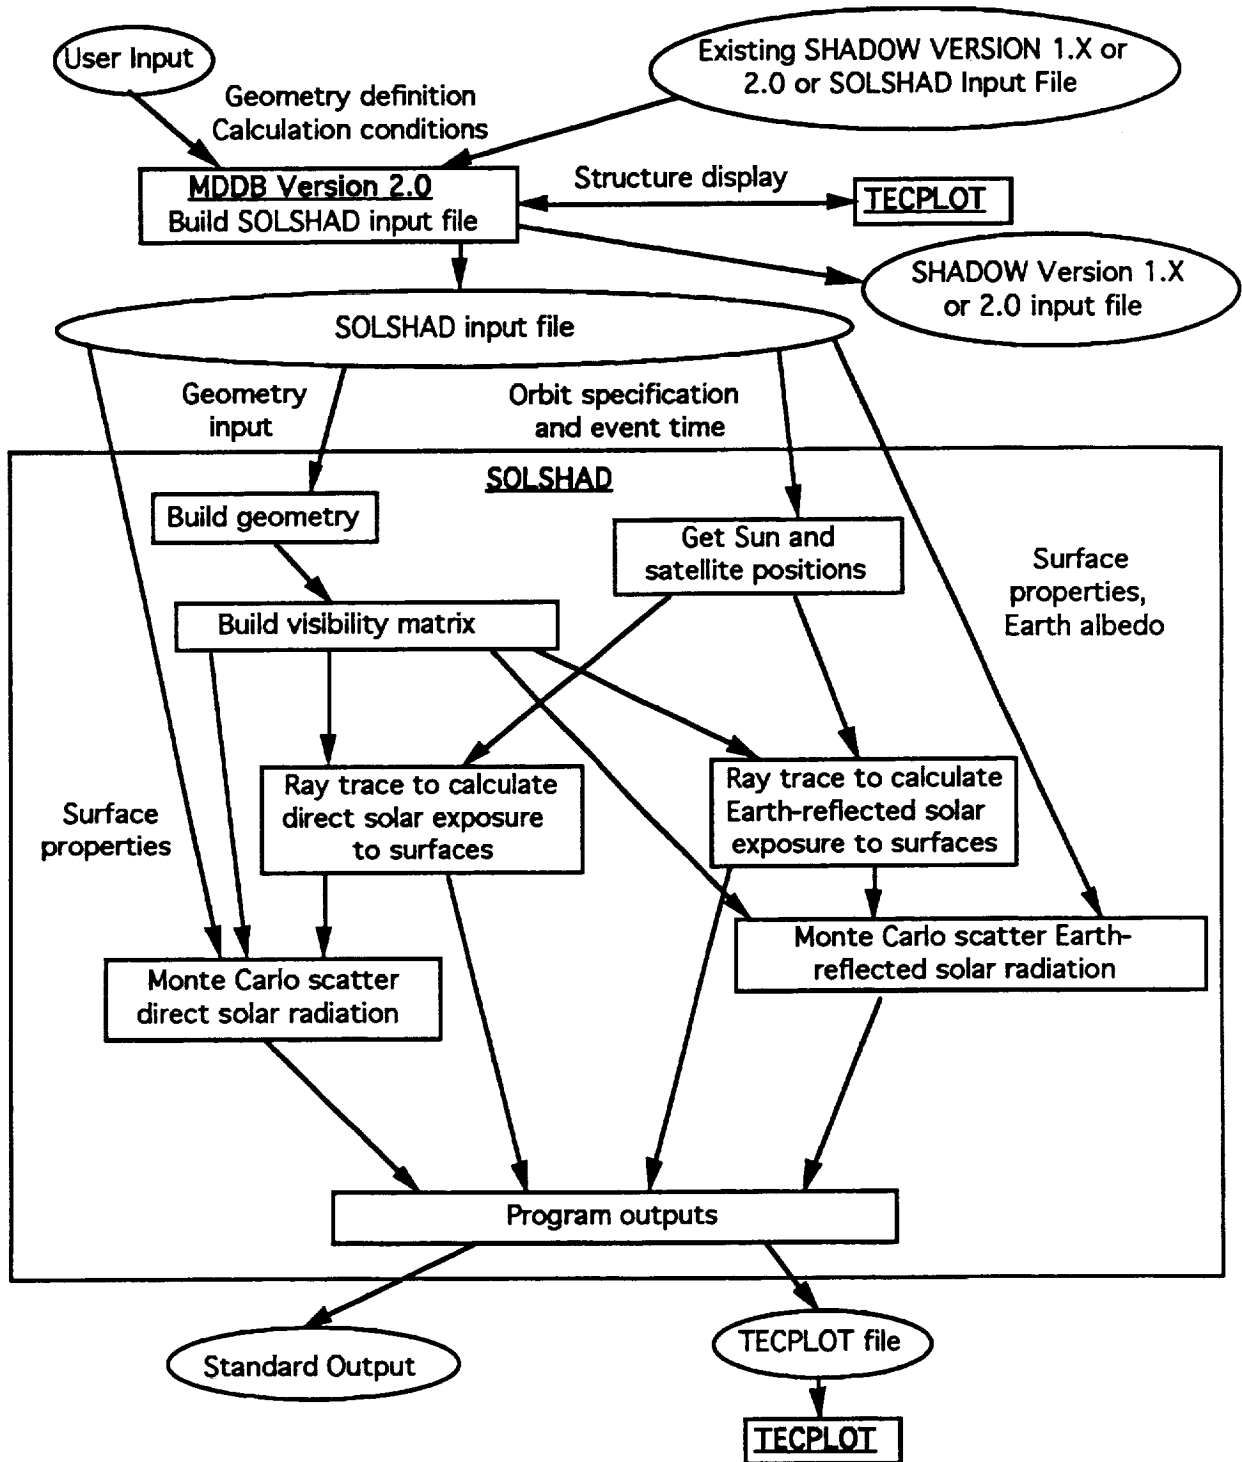 User Input
Existing SHADOW VERSION 1.X or
2.0 or SOLSHAD Input File
Geometry definition
Calculation conditions
MDDB Version 2.0
Build SOLSHAD input file
Structure display
TECPLOT
SHADOW Version 1.X
or 2.0 input file
SOLSHAD input file
Geometry
input
Orbit specification
and event time
SOLSHAD
Build geometry
Get Sun and
satellite positions
Surface
properties,
Earth albedo
Build visibility matrix
Ray trace to calculate
direct solar exposure
to surfaces
Ray trace to calculate
Earth-reflected solar
exposure to surfaces
Surface
properties
Monte Carlo scatter
direct solar radiation
Monte Carlo scatter Earth-
reflected solar radiation
Program outputs
Standard Output
TECPLOT file
TECPLOT